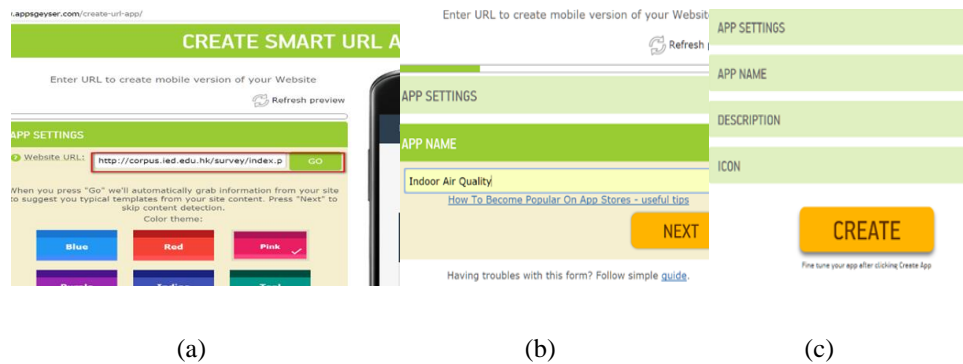 .appsgeyser.com/create-url-app/
CREATE SMART URL A
Enter URL to create mobile version of your Website
Refresh preview
APP SETTINGS
Website URL:
http://corpus.ied.edu.hk/survey/index.p
GO
When you press "Go" we'll automatically grab information from your site
to suggest you typical templates from your site content. Press "Next" to
skip content detection.
Color theme:
Blue
Red
Pink
Purple
Indigo
Teal
Enter URL to create mobile version of your Website
Refresh p
APP SETTINGS
APP NAME
Indoor Air Quality
How To Become Popular On App Stores - useful tips
NEXT
Having troubles with this form? Follow simple guide.
APP SETTINGS
APP NAME
DESCRIPTION
ICON
CREATE
Fine tune your app after clicking Create App
(a)
(b)
(c)